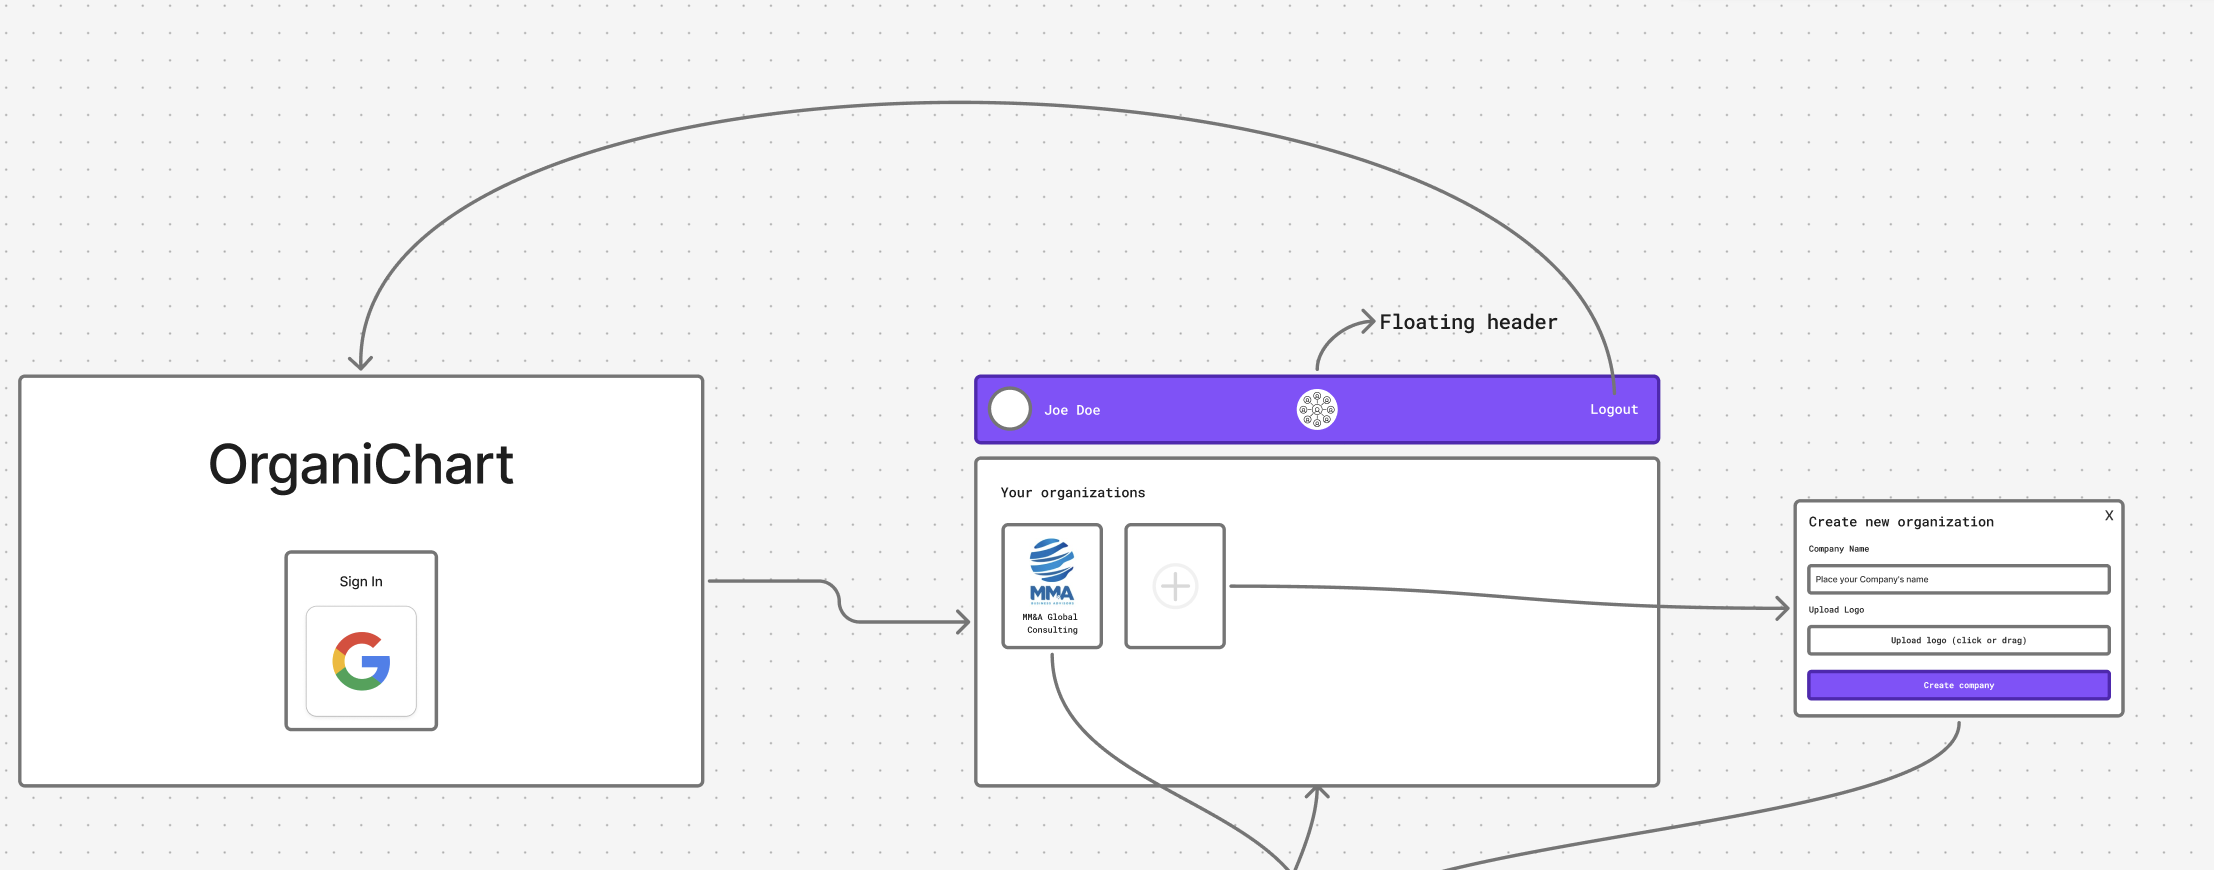 Floating header
OrganiChart
Sign In
Joe Doe
Logout
Your organizations
MM&A
BUSINESS ADVISORS
MM&A Global
Consulting
Create new organization
X
Company Name
Place your Company's name
Upload Logo
Upload logo (click or drag)
Create company